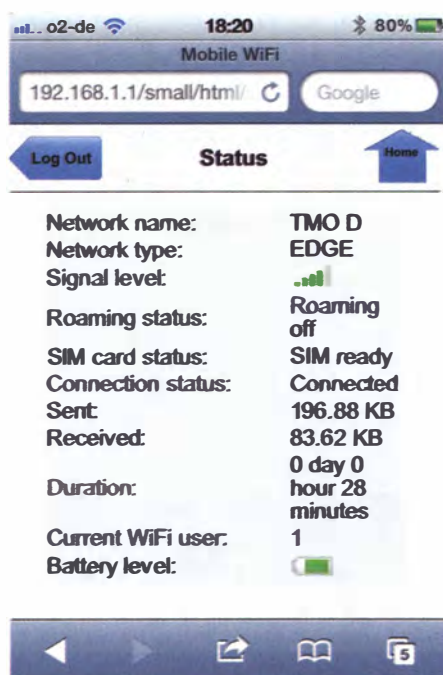 o2-de 18:20 80%
Mobile WiFi
192.168.1.1/small/html/ Google
Log Out Status Home
Network name: TMO D
Network type: EDGE
Signal level:
Roaming status: Roaming
off
SIM card status: SIM ready
Connection status: Connected
Sent: 196.88 KB
Received: 83.62 KB
Duration: 0 day 0
hour 28
minutes
Current WiFi user: 1
Battery level:
5